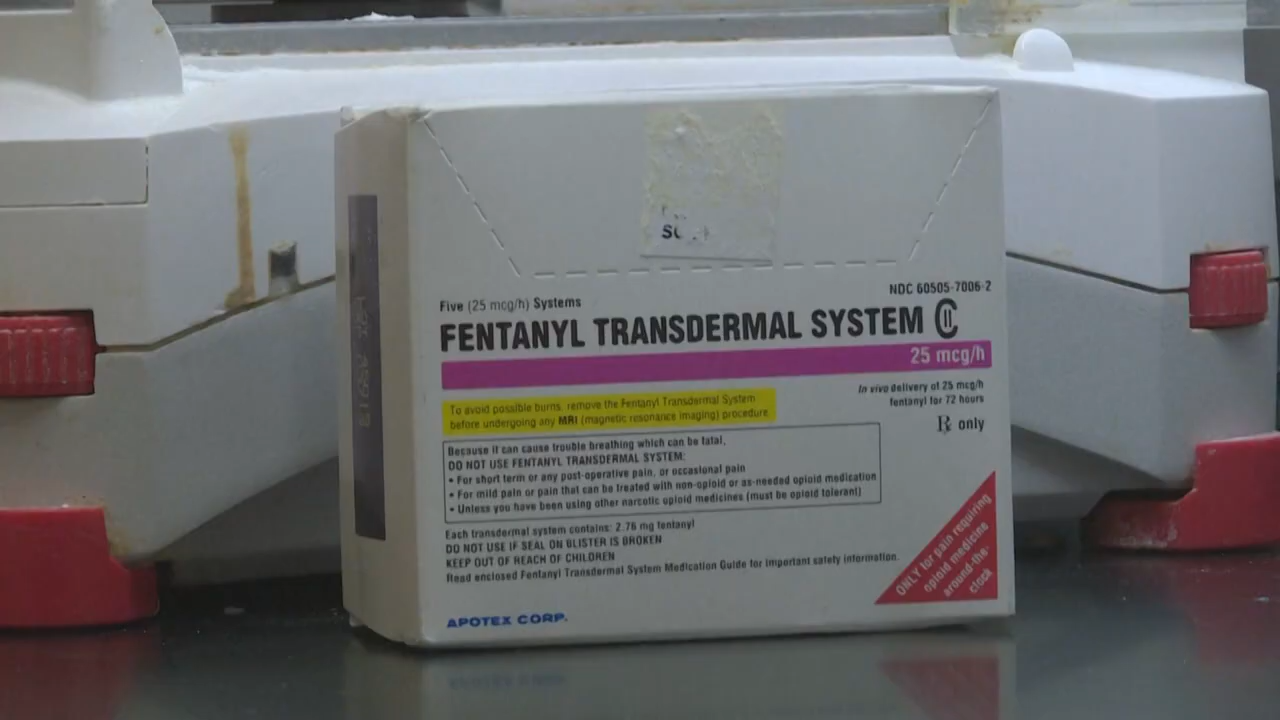 NDC 60505-7006-2
Five (25 mcg/h) Systems
FENTANYL TRANSDERMAL SYSTEM CII
25 mcg/h
In vivo delivery of 25 mcg/h
fentanyl for 72 hours
Rx only
To avoid possible burns, remove the Fentanyl Transdermal System
before undergoing any MRI (magnetic resonance imaging) procedure
Because it can cause trouble breathing which can be fatal,
DO NOT USE FENTANYL TRANSDERMAL SYSTEM:
• For short term or any post-operative pain, or occasional pain
• For mild pain or pain that can be treated with non-opioid or as-needed opioid medication
• Unless you have been using other narcotic opioid medicines (must be opioid tolerant)
Each transdermal system contains: 2.76 mg fentanyl
DO NOT USE IF SEAL ON BLISTER IS BROKEN
KEEP OUT OF REACH OF CHILDREN
Read enclosed Fentanyl Transdermal System Medication Guide for important safety information.
ONLY for pain requiring
opioid medicine
around-the-
clock
APOTEX CORP.